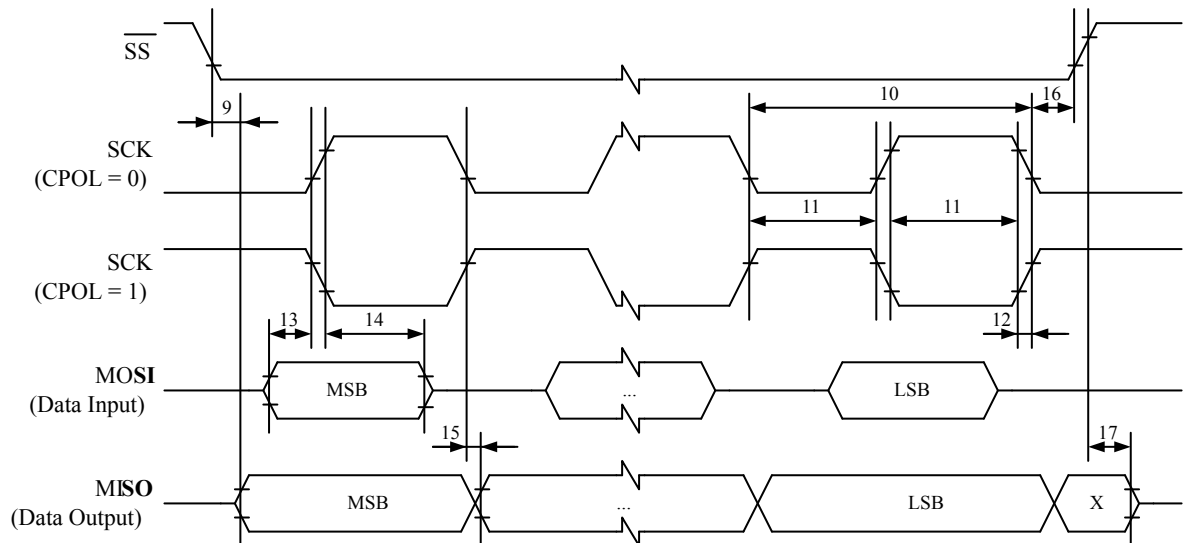 SS
9
10
16
SCK
(CPOL = 0)
11
11
SCK
(CPOL = 1)
13
14
12
MOSI
(Data Input)
MSB
...
LSB
15
17
MISO
(Data Output)
MSB
...
LSB
X